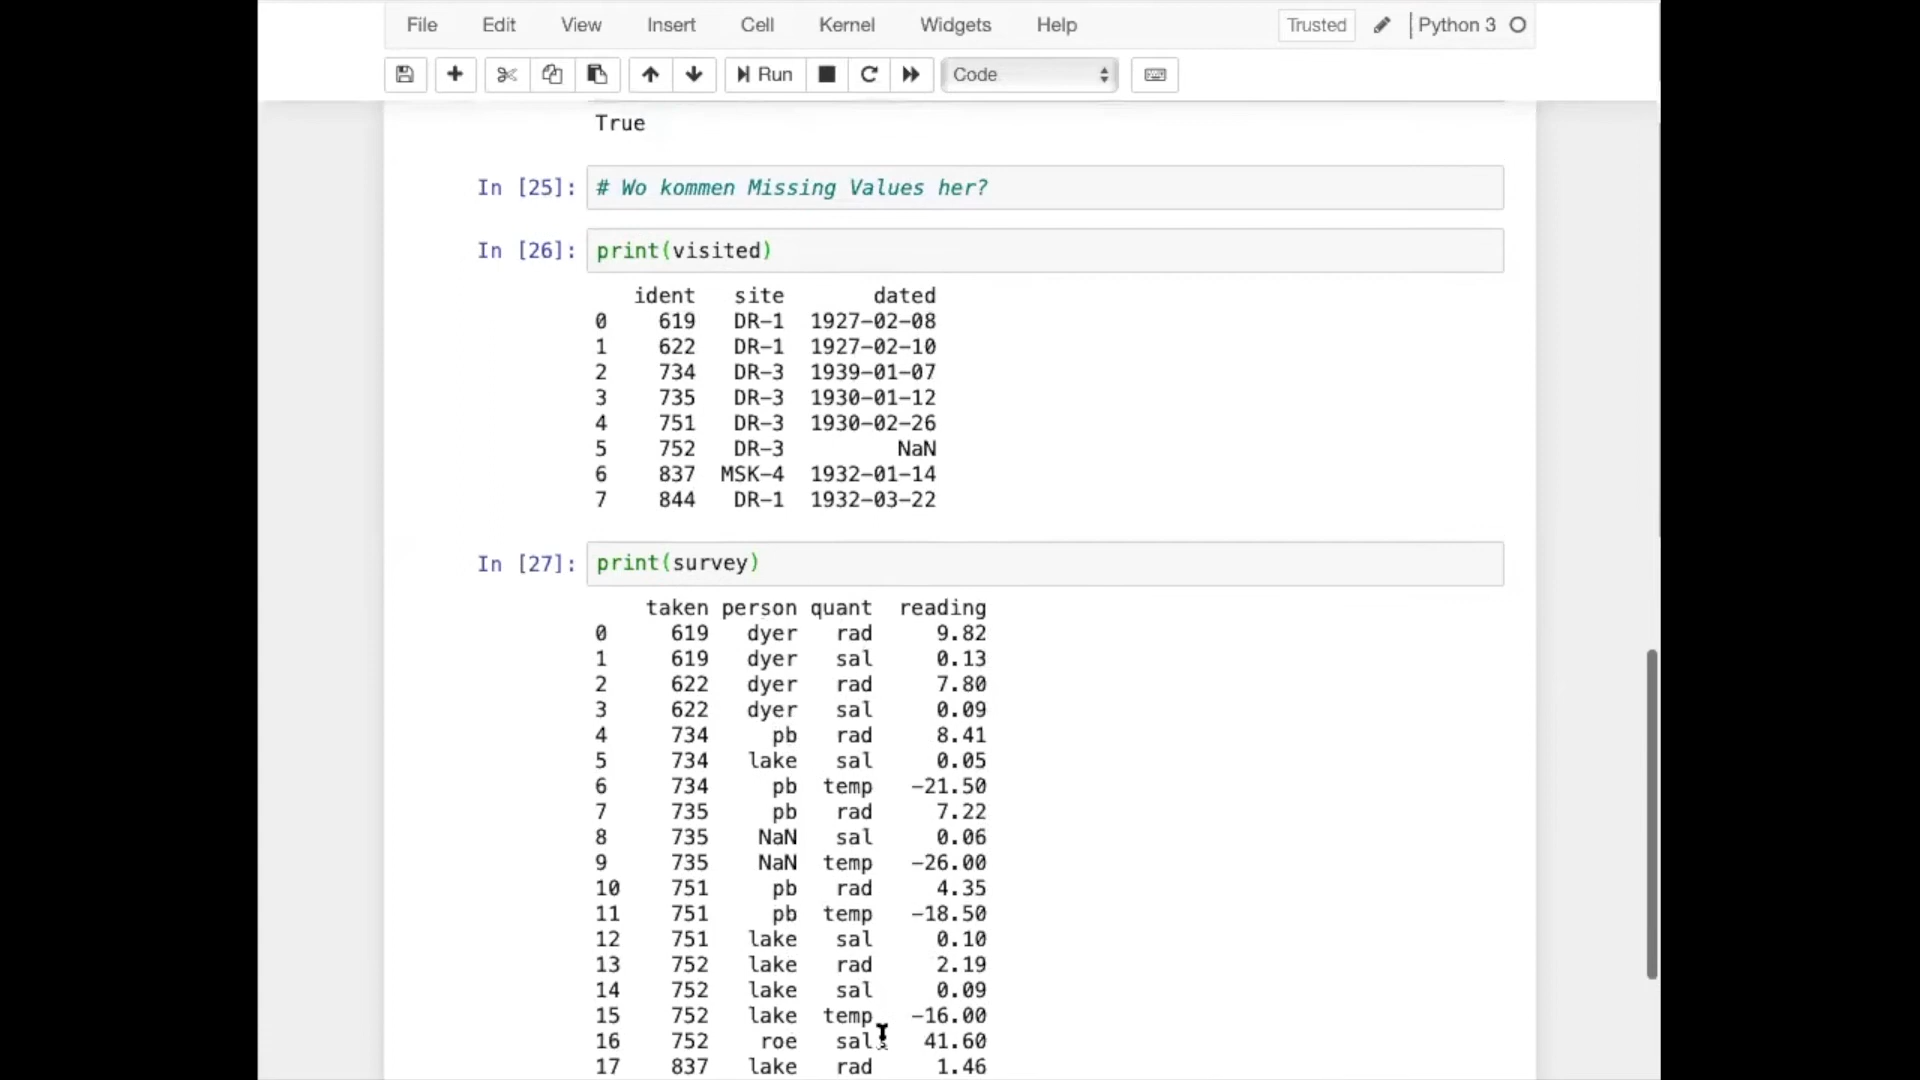 File Edit View Insert Cell Kernel Widgets Help Trusted Python 3
Run Code
True
In [25]: # Wo kommen Missing Values her?
In [26]: print(visited)
ident site dated
0 619 DR-1 1927-02-08
1 622 DR-1 1927-02-10
2 734 DR-3 1939-01-07
3 735 DR-3 1930-01-12
4 751 DR-3 1930-02-26
5 752 DR-3 NaN
6 837 MSK-4 1932-01-14
7 844 DR-1 1932-03-22
In [27]: print(survey)
taken person quant reading
0 619 dyer rad 9.82
1 619 dyer sal 0.13
2 622 dyer rad 7.80
3 622 dyer sal 0.09
4 734 pb rad 8.41
5 734 lake sal 0.05
6 734 pb temp -21.50
7 735 pb rad 7.22
8 735 NaN sal 0.06
9 735 NaN temp -26.00
10 751 pb rad 4.35
11 751 pb temp -18.50
12 751 lake sal 0.10
13 752 lake rad 2.19
14 752 lake sal 0.09
15 752 lake temp -16.00
16 752 roe sal 41.60
17 837 lake rad 1.46